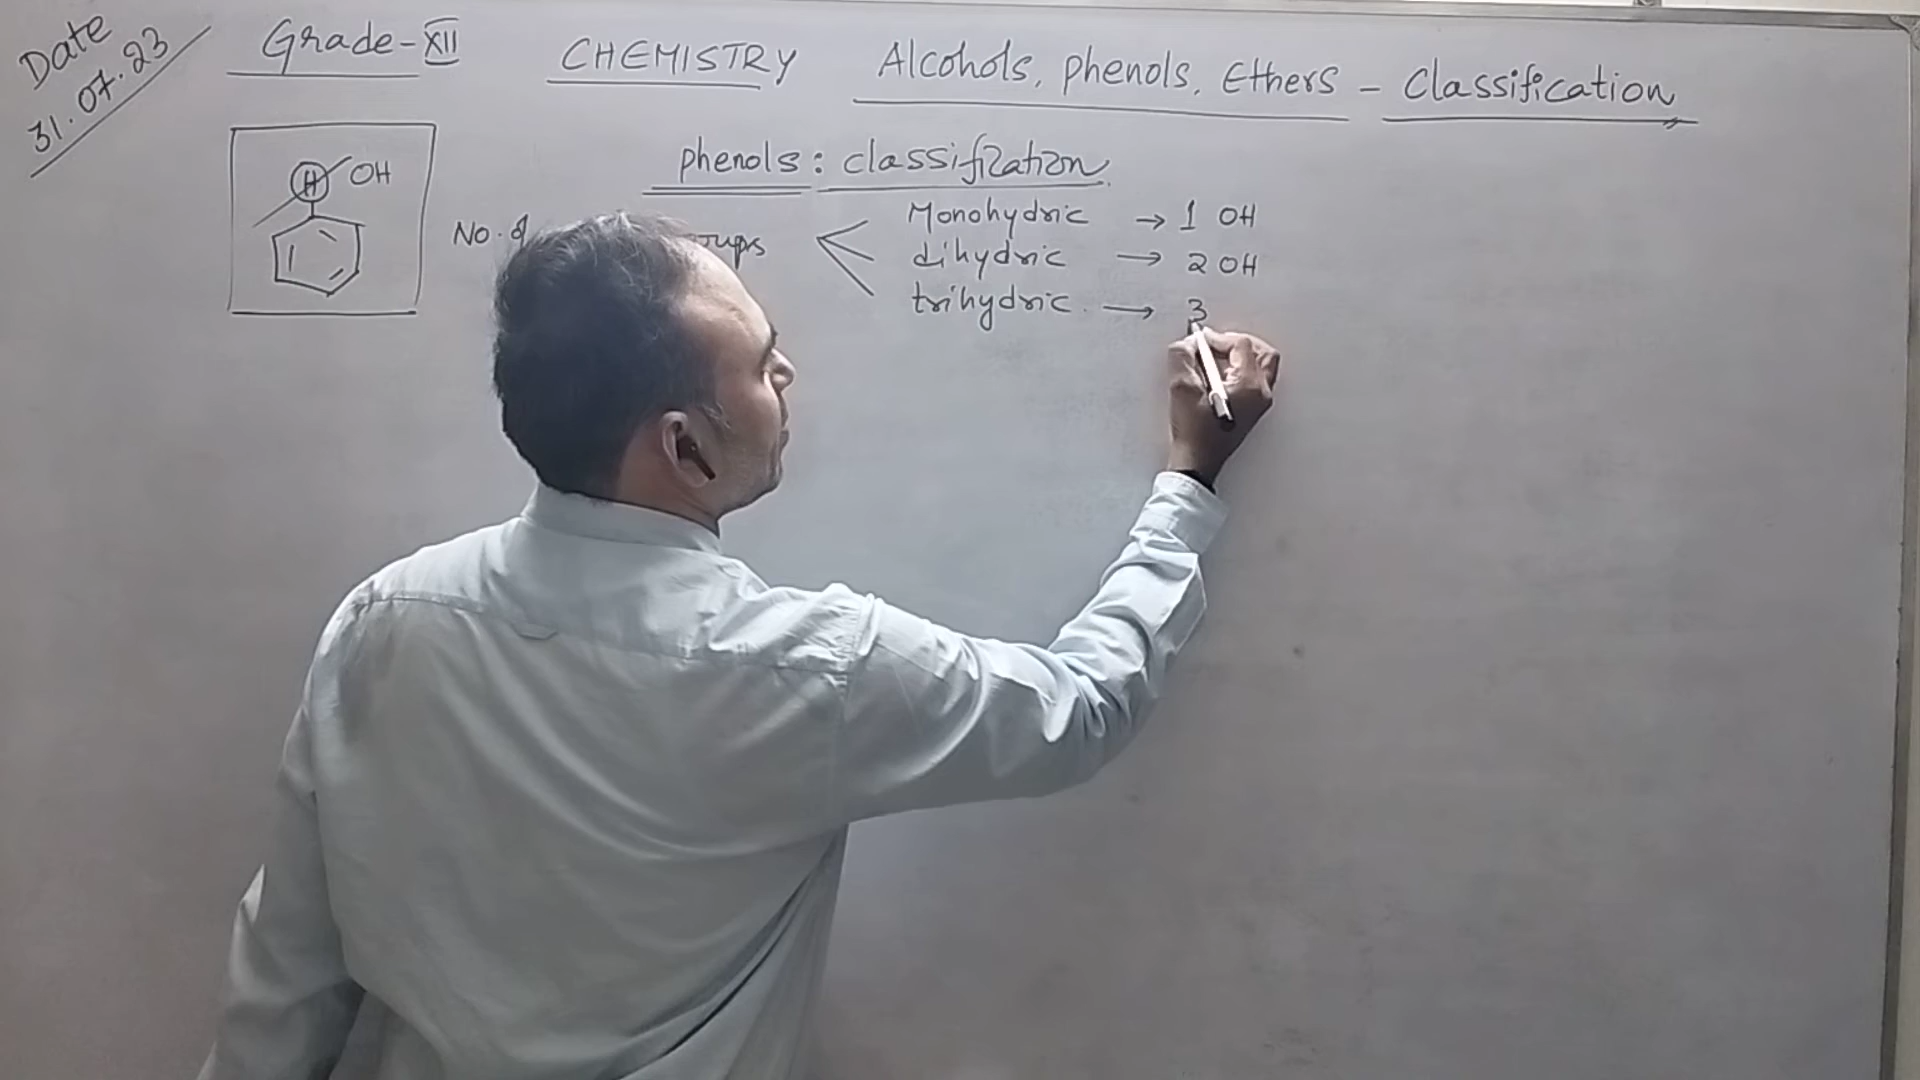 Date
31.07.23
Grade-XII CHEMISTRY Alcohols, phenols, Ethers - Classification
phenols: classification
H OH
No. of
Monohydric → 1 OH
dihydric → 2 OH
trihydric → 3